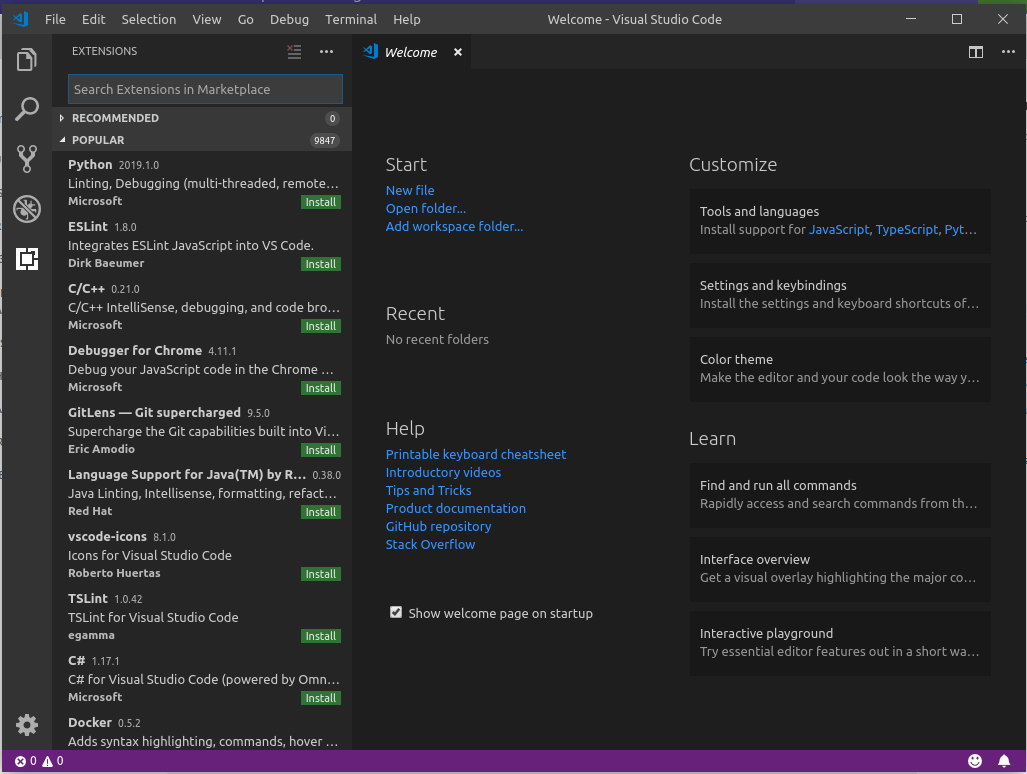 File Edit Selection View Go Debug Terminal Help
Welcome - Visual Studio Code
EXTENSIONS
Search Extensions in Marketplace
RECOMMENDED 0
POPULAR 9847
Python 2019.1.0
Linting, Debugging (multi-threaded, remote...
Microsoft Install
ESLint 1.8.0
Integrates ESLint JavaScript into VS Code.
Dirk Baeumer Install
C/C++ 0.21.0
C/C++ IntelliSense, debugging, and code bro...
Microsoft Install
Debugger for Chrome 4.11.1
Debug your JavaScript code in the Chrome ...
Microsoft Install
GitLens — Git supercharged 9.5.0
Supercharge the Git capabilities built into Vi...
Eric Amodio Install
Language Support for Java(TM) by R... 0.38.0
Java Linting, Intellisense, formatting, refact...
Red Hat Install
vscode-icons 8.1.0
Icons for Visual Studio Code
Roberto Huertas Install
TSLint 1.0.42
TSLint for Visual Studio Code
egamma Install
C# 1.17.1
C# for Visual Studio Code (powered by Omn...
Microsoft Install
Docker 0.5.2
Adds syntax highlighting, commands, hover ...
Welcome
Start
New file
Open folder...
Add workspace folder...
Recent
No recent folders
Help
Printable keyboard cheatsheet
Introductory videos
Tips and Tricks
Product documentation
GitHub repository
Stack Overflow
Show welcome page on startup
Customize
Tools and languages
Install support for JavaScript, TypeScript, Pyt...
Settings and keybindings
Install the settings and keyboard shortcuts of...
Color theme
Make the editor and your code look the way y...
Learn
Find and run all commands
Rapidly access and search commands from th...
Interface overview
Get a visual overlay highlighting the major co...
Interactive playground
Try essential editor features out in a short wa...
0 0